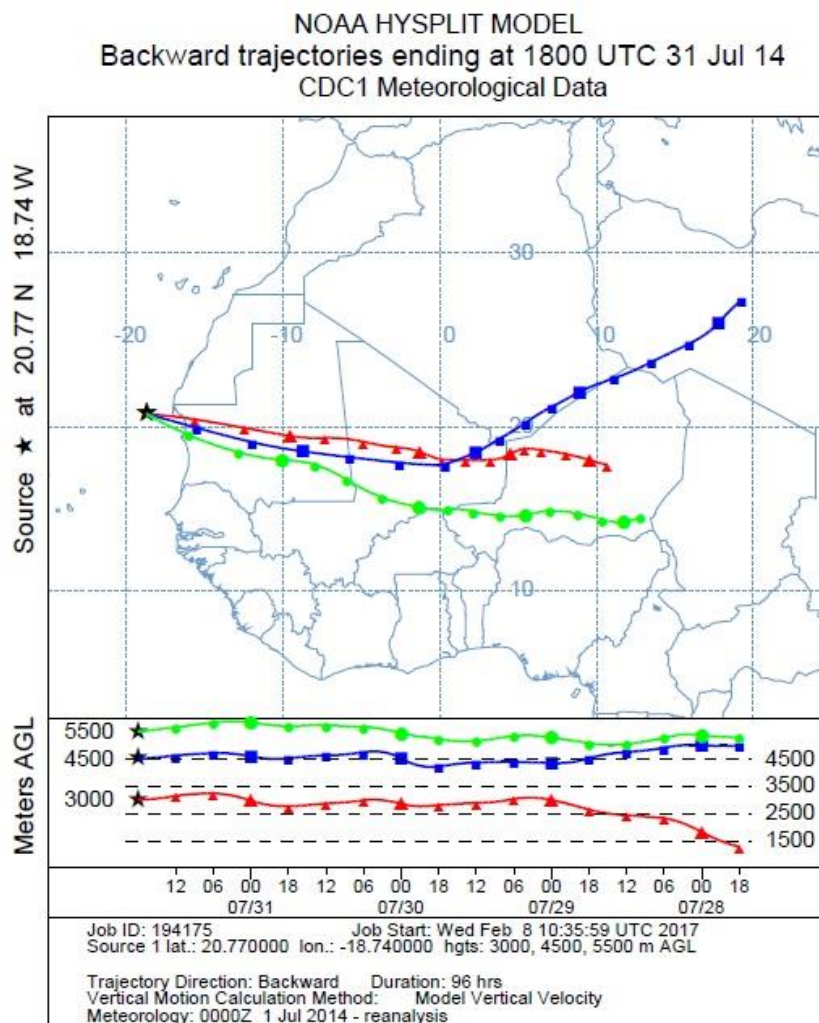 NOAA HYSPLIT MODEL
Backward trajectories ending at 1800 UTC 31 Jul 14
CDC1 Meteorological Data
Source ★ at 20.77 N 18.74 W
30
-20 -10 0 10 20
20
10
Meters AGL
5500
4500 4500
3500
3000 2500
1500
12 06 00 18 12 06 00 18 12 06 00 18 12 06 00 18
07/31 07/30 07/29 07/28
Job ID: 194175 Job Start: Wed Feb 8 10:35:59 UTC 2017
Source 1 lat.: 20.770000 lon.: -18.740000 hgts: 3000, 4500, 5500 m AGL
Trajectory Direction: Backward Duration: 96 hrs
Vertical Motion Calculation Method: Model Vertical Velocity
Meteorology: 0000Z 1 Jul 2014 - reanalysis